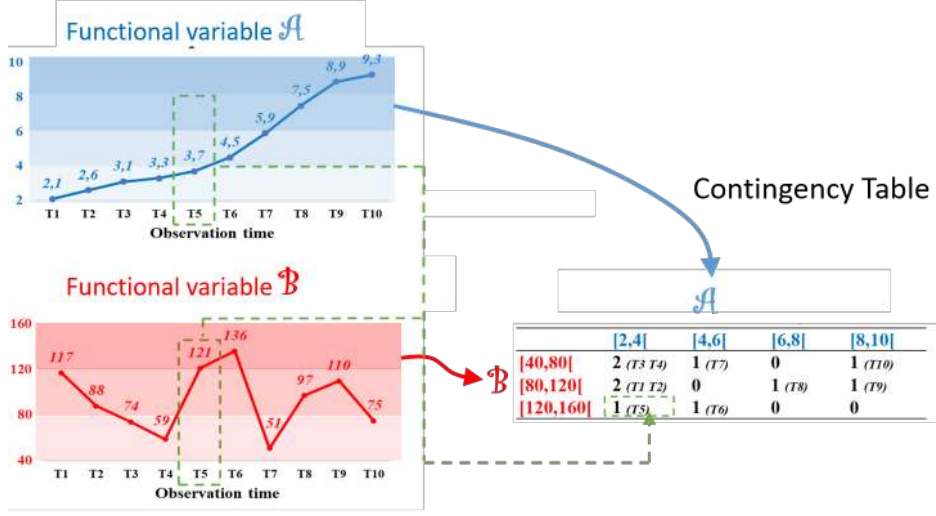 Functional variable 𝒜
10
8
6
4
2
2,1 2,6 3,1 3,3 3,7 4,5 5,9 7,5 8,9 9,3
T1 T2 T3 T4 T5 T6 T7 T8 T9 T10
Observation time
Functional variable ℬ
160
120
80
40
117 88 74 59 121 136 51 97 110 75
T1 T2 T3 T4 T5 T6 T7 T8 T9 T10
Observation time
Contingency Table
𝒜
ℬ
[2,4[ [4,6[ [6,8[ [8,10[
[40,80[ 2 (T3 T4) 1 (T7) 0 1 (T10)
[80,120[ 2 (T1 T2) 0 1 (T8) 1 (T9)
[120,160[ 1 (T5) 1 (T6) 0 0